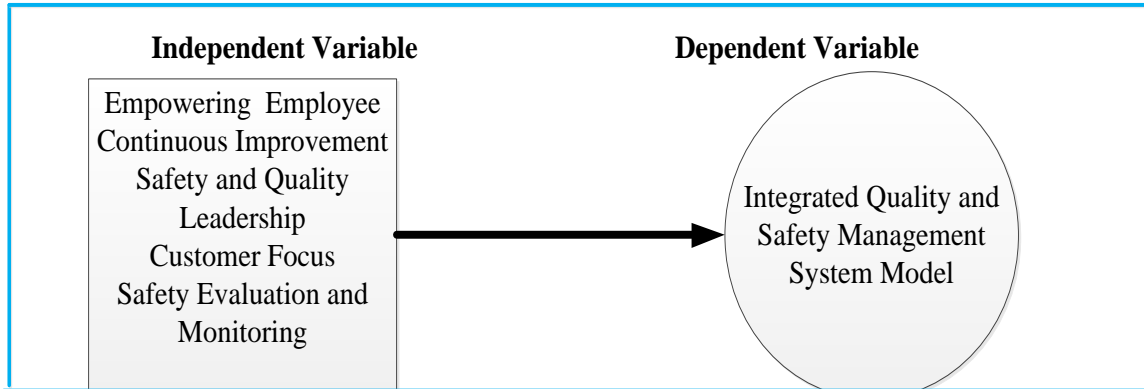 Independent Variable
Dependent Variable
Empowering Employee
Continuous Improvement
Safety and Quality
Leadership
Customer Focus
Safety Evaluation and
Monitoring
Integrated Quality and
Safety Management
System Model